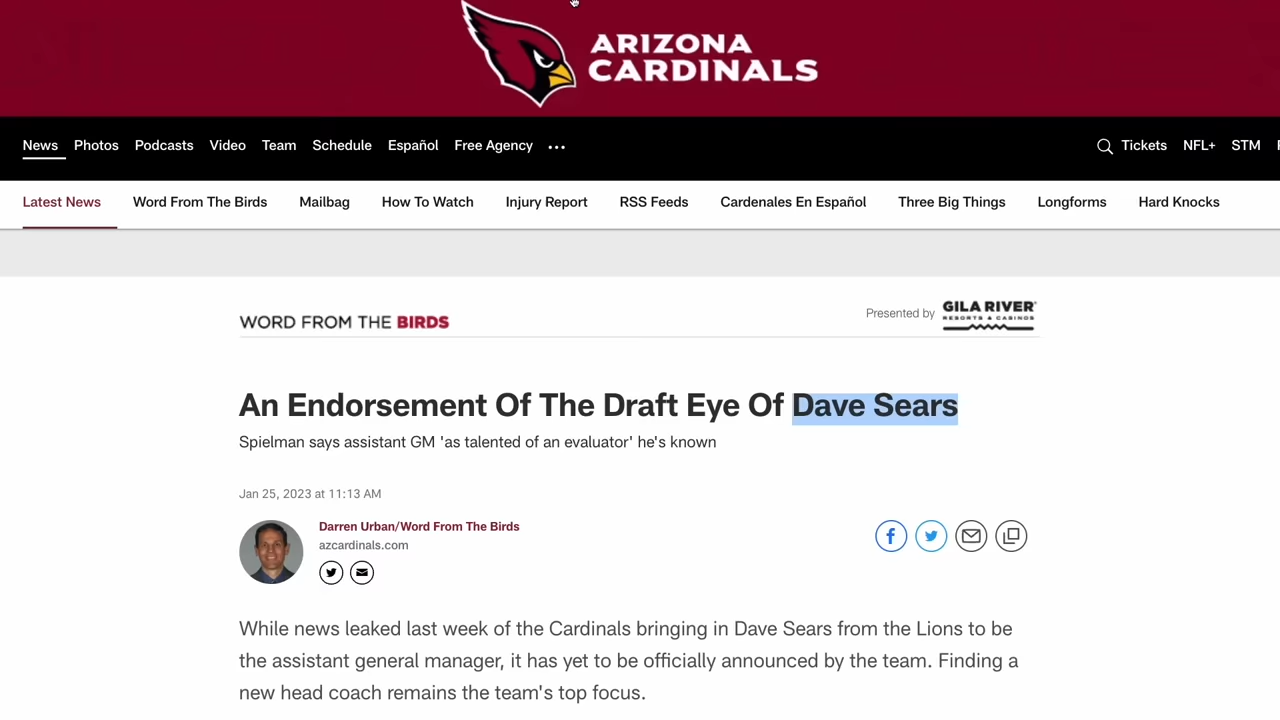 ARIZONA
CARDINALS
News Photos Podcasts Video Team Schedule Español Free Agency ••• Tickets NFL+ STM
Latest News Word From The Birds Mailbag How To Watch Injury Report RSS Feeds Cardenales En Español Three Big Things Longforms Hard Knocks
WORD FROM THE BIRDS
Presented by GILA RIVER
RESORTS & CASINOS
An Endorsement Of The Draft Eye Of Dave Sears
Spielman says assistant GM 'as talented of an evaluator' he's known
Jan 25, 2023 at 11:13 AM
Darren Urban/Word From The Birds
azcardinals.com
While news leaked last week of the Cardinals bringing in Dave Sears from the Lions to be
the assistant general manager, it has yet to be officially announced by the team. Finding a
new head coach remains the team's top focus.